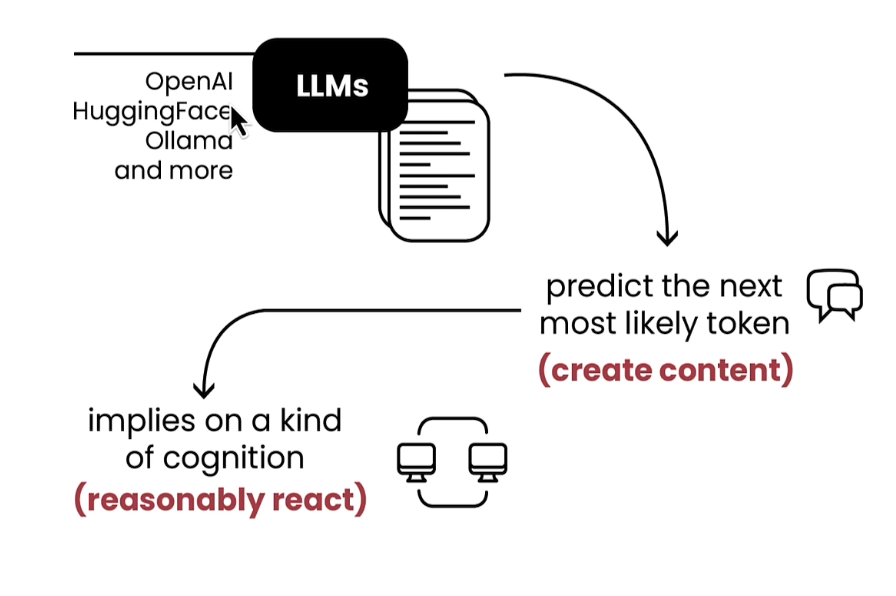 LLMs
OpenAI
HuggingFace
Ollama
and more
predict the next
most likely token
(create content)
implies on a kind
of cognition
(reasonably react)